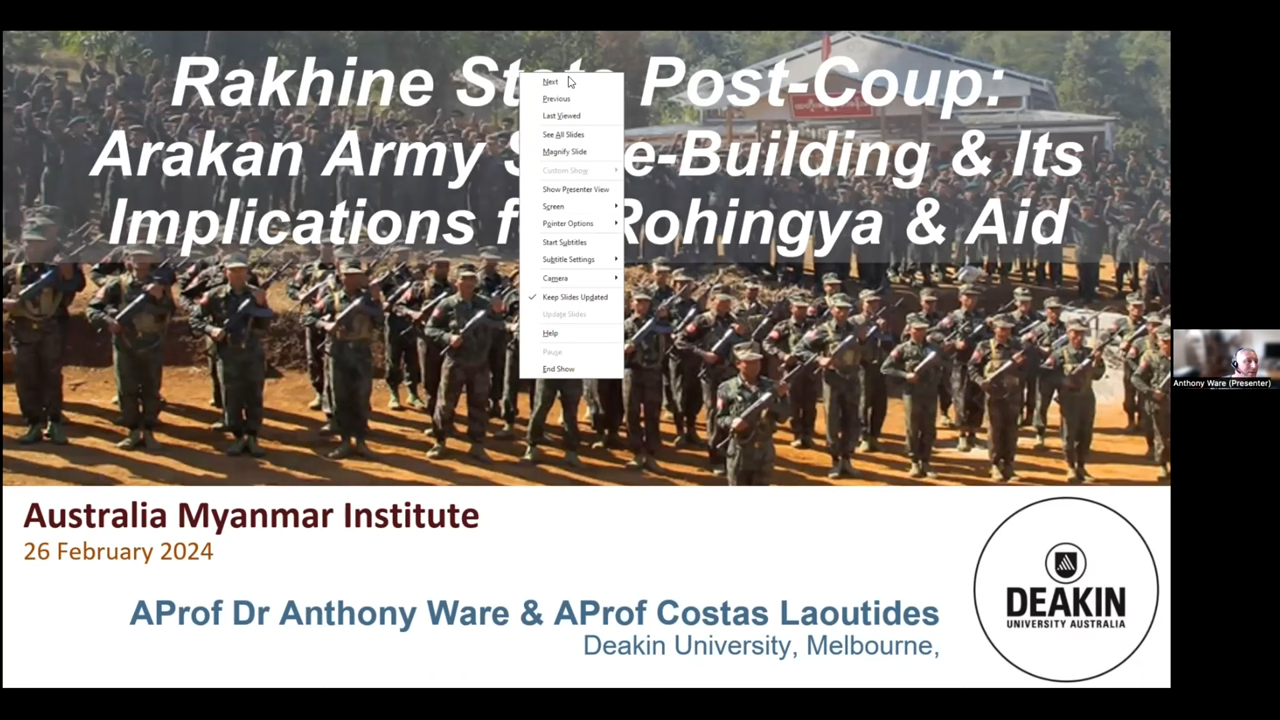 Rakhine St Post-Coup:
Arakan Army S e-Building & Its
Implications f Rohingya & Aid
Next
Previous
Last Viewed
See All Slides
Magnify Slide
Custom Show
Show Presenter View
Screen
Pointer Options
Start Subtitles
Subtitle Settings
Camera
Keep Slides Updated
Update Slides
Help
Pause
End Show
Anthony Ware (Presenter)
Australia Myanmar Institute
26 February 2024
AProf Dr Anthony Ware & AProf Costas Laoutides
Deakin University, Melbourne,
DEAKIN
UNIVERSITY AUSTRALIA